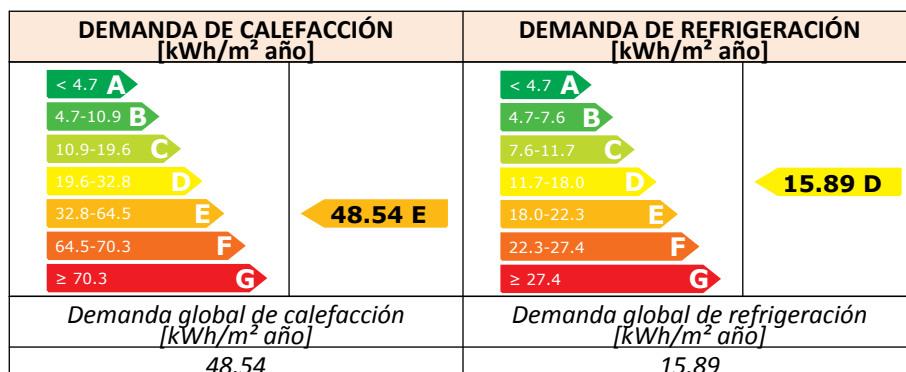 DEMANDA DE CALEFACCIÓN
[kWh/m² año]
DEMANDA DE REFRIGERACIÓN
[kWh/m² año]
< 4.7 A
4.7-10.9 B
10.9-19.6 C
19.6-32.8 D
32.8-64.5 E
64.5-70.3 F
≥ 70.3 G
48.54 E
< 4.7 A
4.7-7.6 B
7.6-11.7 C
11.7-18.0 D
18.0-22.3 E
22.3-27.4 F
≥ 27.4 G
15.89 D
Demanda global de calefacción
[kWh/m² año]
Demanda global de refrigeración
[kWh/m² año]
48.54
15.89